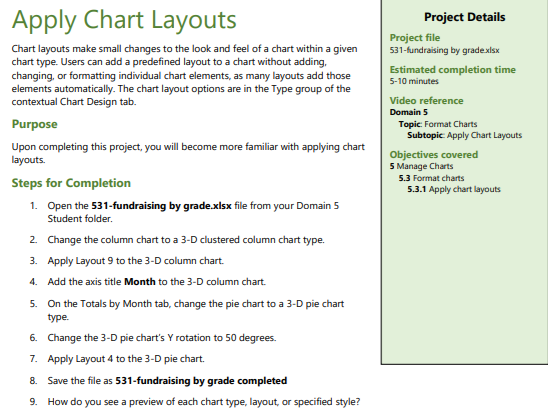 Apply Chart Layouts
Chart layouts make small changes to the look and feel of a chart within a given
chart type. Users can add a predefined layout to a chart without adding,
changing, or formatting individual chart elements, as many layouts add those
elements automatically. The chart layout options are in the Type group of the
contextual Chart Design tab.
Purpose
Upon completing this project, you will become more familiar with applying chart
layouts.
Steps for Completion
1. Open the 531-fundraising by grade.xlsx file from your Domain 5
Student folder.
2. Change the column chart to a 3-D clustered column chart type.
3. Apply Layout 9 to the 3-D column chart.
4. Add the axis title Month to the 3-D column chart.
5. On the Totals by Month tab, change the pie chart to a 3-D pie chart
type.
6. Change the 3-D pie chart's Y rotation to 50 degrees.
7. Apply Layout 4 to the 3-D pie chart.
8. Save the file as 531-fundraising by grade completed
9. How do you see a preview of each chart type, layout, or specified style?
Project Details
Project file
531-fundraising by grade.xlsx
Estimated completion time
5-10 minutes
Video reference
Domain 5
Topic: Format Charts
Subtopic: Apply Chart Layouts
Objectives covered
5 Manage Charts
5.3 Format charts
5.3.1 Apply chart layouts